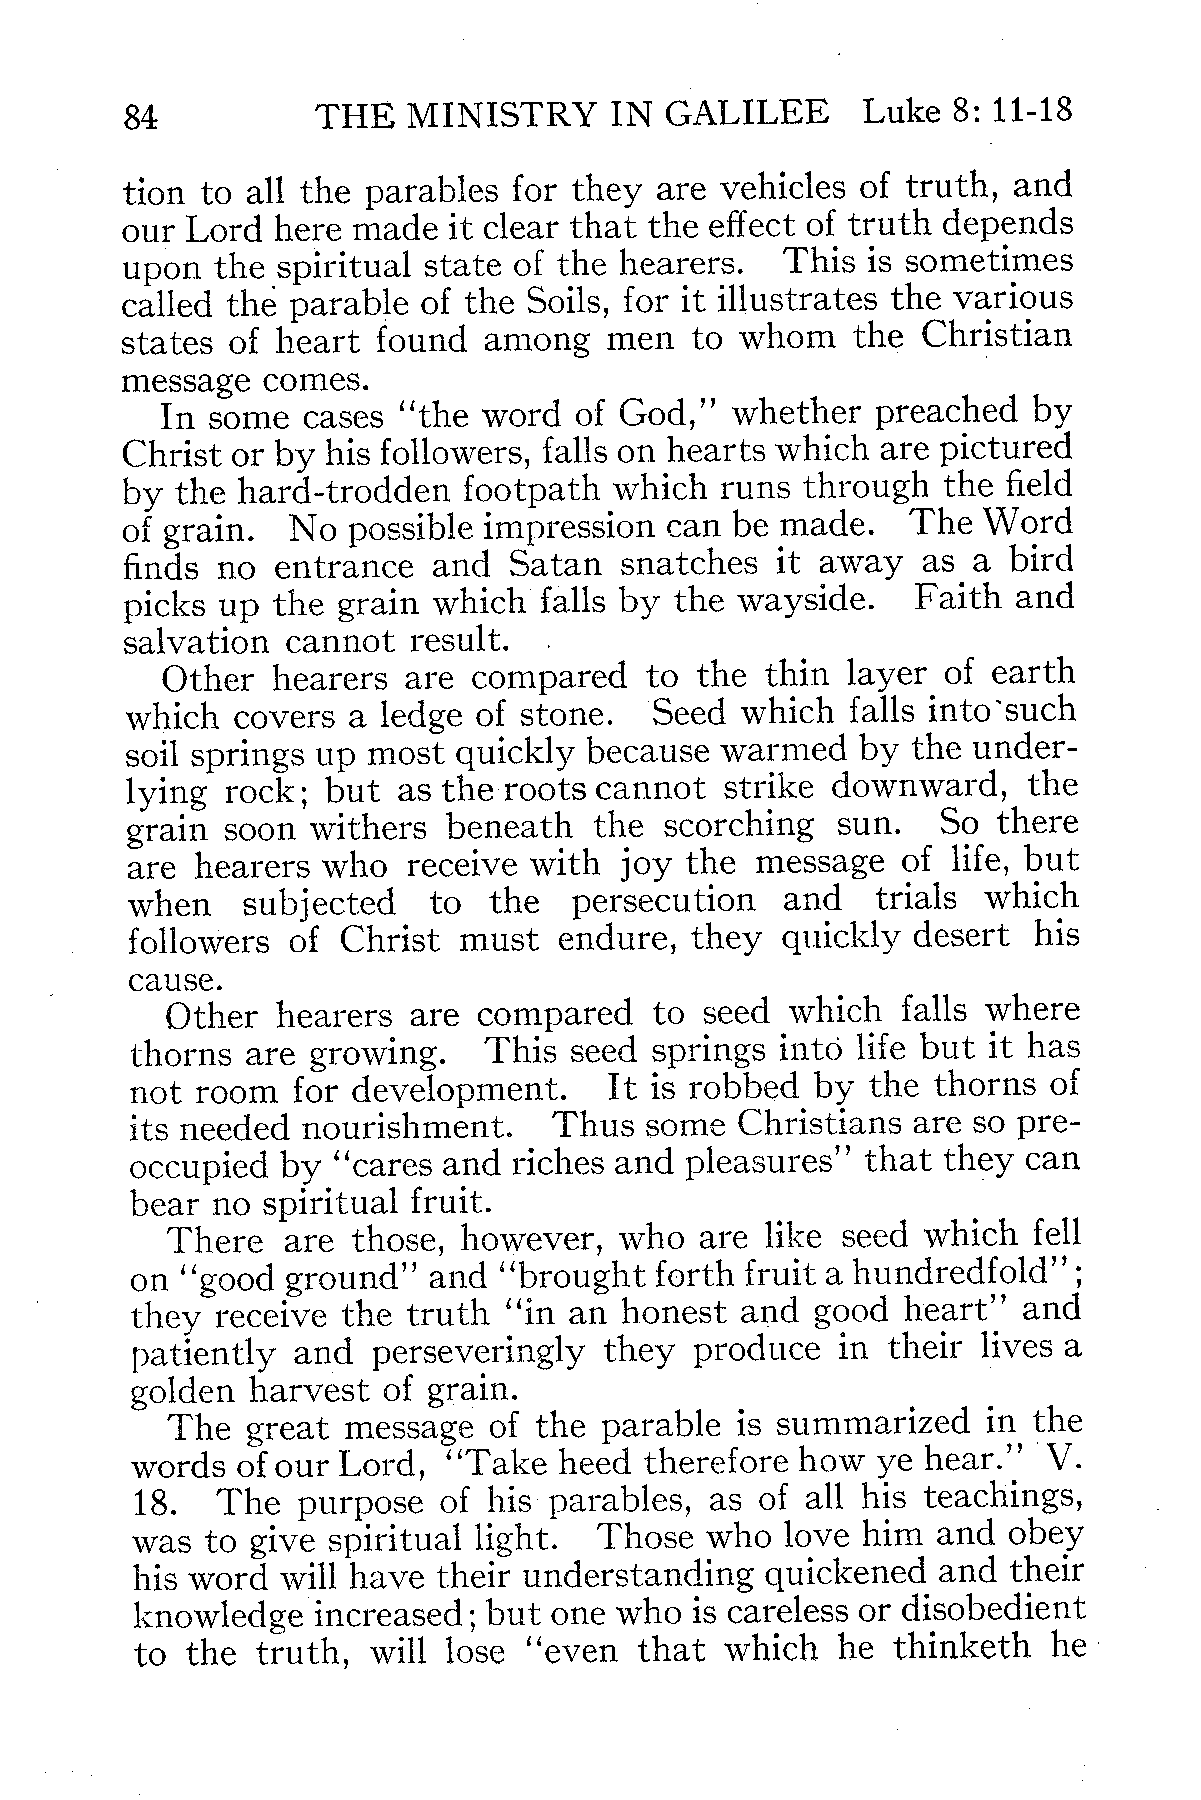 84 THE MINISTRY IN GALILEE Luke 8: 11-18
tion to all the parables for they are vehicles of truth, and
our Lord here made it clear that the effect of truth depends
upon the spiritual state of the hearers. This is sometimes
called the parable of the Soils, for it illustrates the various
states of heart found among men to whom the Christian
message comes.
In some cases "the word of God," whether preached by
Christ or by his followers, falls on hearts which are pictured
by the hard-trodden footpath which runs through the field
of grain. No possible impression can be made. The Word
finds no entrance and Satan snatches it away as a bird
picks up the grain which falls by the wayside. Faith and
salvation cannot result.
Other hearers are compared to the thin layer of earth
which covers a ledge of stone. Seed which falls into such
soil springs up most quickly because warmed by the under-
lying rock; but as the roots cannot strike downward, the
grain soon withers beneath the scorching sun. So there
are hearers who receive with joy the message of life, but
when subjected to the persecution and trials which
followers of Christ must endure, they quickly desert his
cause.
Other hearers are compared to seed which falls where
thorns are growing. This seed springs into life but it has
not room for development. It is robbed by the thorns of
its needed nourishment. Thus some Christians are so pre-
occupied by "cares and riches and pleasures" that they can
bear no spiritual fruit.
There are those, however, who are like seed which fell
on "good ground" and "brought forth fruit a hundredfold";
they receive the truth "in an honest and good heart" and
patiently and perseveringly they produce in their lives a
golden harvest of grain.
The great message of the parable is summarized in the
words of our Lord, "Take heed therefore how ye hear." V.
18. The purpose of his parables, as of all his teachings,
was to give spiritual light. Those who love him and obey
his word will have their understanding quickened and their
knowledge increased; but one who is careless or disobedient
to the truth, will lose "even that which he thinketh he